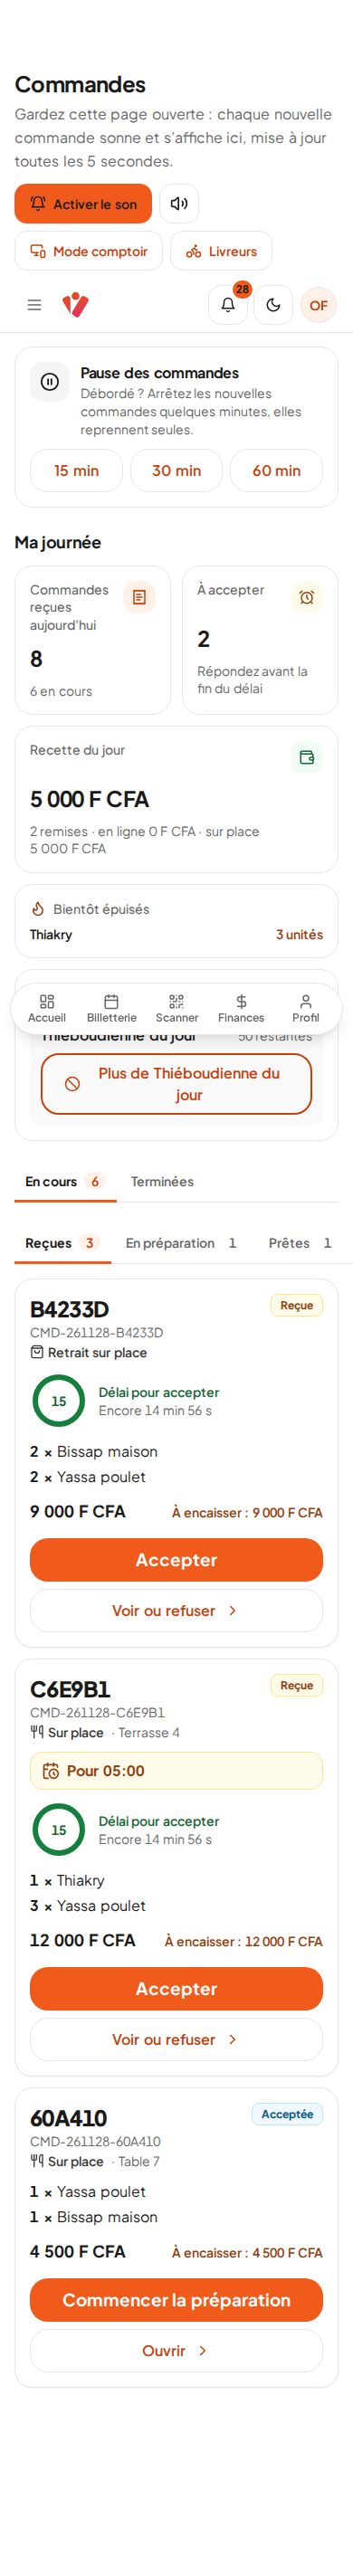 Commandes
Gardez cette page ouverte : chaque nouvelle
commande sonne et s'affiche ici, mise à jour
toutes les 5 secondes.
Activer le son
Mode comptoir
Livreurs
28
OF
Pause des commandes
Débordé ? Arrêtez les nouvelles
commandes quelques minutes, elles
reprennent seules.
15 min
30 min
60 min
Ma journée
Commandes
reçues
aujourd'hui
8
6 en cours
À accepter
2
Répondez avant la
fin du délai
Recette du jour
5 000 F CFA
2 remises · en ligne 0 F CFA · sur place
5 000 F CFA
Bientôt épuisés
Thiakry
3 unités
Accueil
Billetterie
Scanner
Finances
Profil
Thiéboudienne du jour
50 restantes
Plus de Thiéboudienne du
jour
En cours 6
Terminées
Reçues 3
En préparation 1
Prêtes 1
B4233D
Reçue
CMD-261128-B4233D
Retrait sur place
15
Délai pour accepter
Encore 14 min 56 s
2 × Bissap maison
2 × Yassa poulet
9 000 F CFA
À encaisser : 9 000 F CFA
Accepter
Voir ou refuser
C6E9B1
Reçue
CMD-261128-C6E9B1
Sur place · Terrasse 4
Pour 05:00
15
Délai pour accepter
Encore 14 min 56 s
1 × Thiakry
3 × Yassa poulet
12 000 F CFA
À encaisser : 12 000 F CFA
Accepter
Voir ou refuser
60A410
Acceptée
CMD-261128-60A410
Sur place · Table 7
1 × Yassa poulet
1 × Bissap maison
4 500 F CFA
À encaisser : 4 500 F CFA
Commencer la préparation
Ouvrir